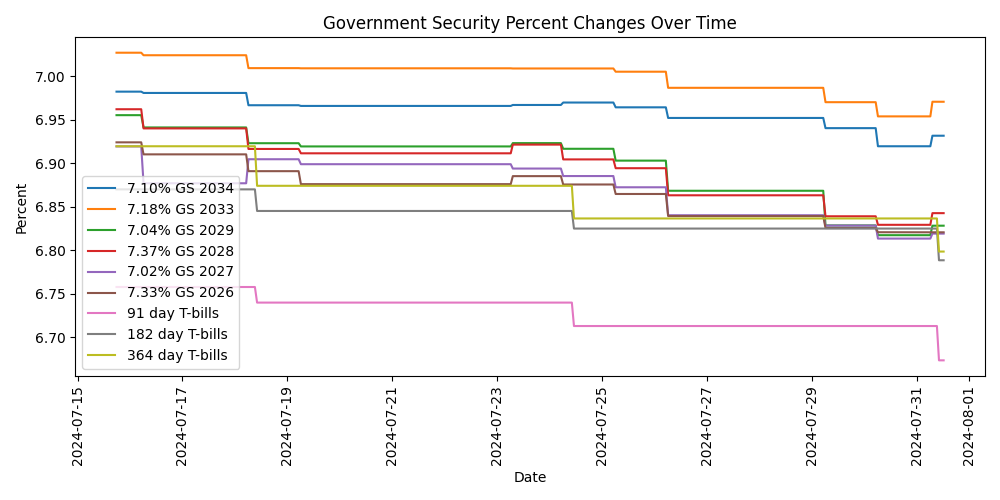 Government Security Percent Changes Over Time
Percent
7.00
6.95
6.90
6.85
6.80
6.75
6.70
7.10% GS 2034
7.18% GS 2033
7.04% GS 2029
7.37% GS 2028
7.02% GS 2027
7.33% GS 2026
91 day T-bills
182 day T-bills
364 day T-bills
2024-07-15
2024-07-17
2024-07-19
2024-07-21
2024-07-23
2024-07-25
2024-07-27
2024-07-29
2024-07-31
2024-08-01
Date